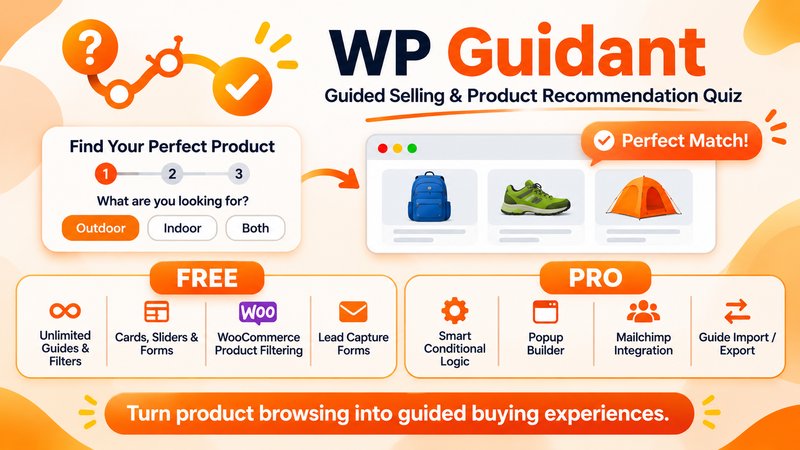 ?
WP Guidant
Guided Selling & Product Recommendation Quiz
Find Your Perfect Product
1 2 3
What are you looking for?
Outdoor Indoor Both
Perfect Match!
FREE
Unlimited
Guides &
Filters
Cards, Sliders &
Forms
Woo
WooCommerce
Product Filtering
Lead Capture
Forms
PRO
Smart
Conditional
Logic
Popup
Builder
Mailchimp
Integration
Guide Import /
Export
Turn product browsing into guided buying experiences.